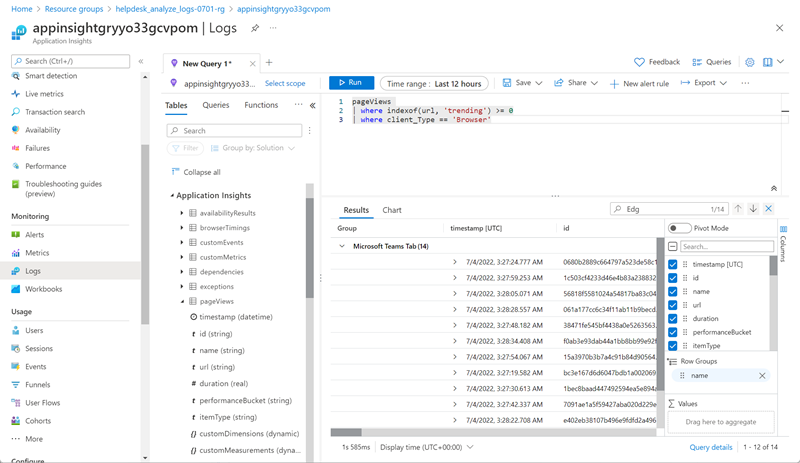 Home > Resource groups > helpdesk_analyze_logs-0701-rg > appinsightgryyo33gcvpom
appinsightgryyo33gcvpom | Logs
Application Insights
Search (Ctrl+/)
Smart detection
Live metrics
Transaction search
Availability
Failures
Performance
Troubleshooting guides
(preview)
Monitoring
Alerts
Metrics
Logs
Workbooks
Usage
Users
Sessions
Events
Funnels
User Flows
Cohorts
More
Configure
New Query 1*
Feedback
Queries
appinsightgryyo33...
Select scope
Run
Time range : Last 12 hours
Save
Share
New alert rule
Export
Tables
Queries
Functions
Search
Filter
Group by: Solution
Collapse all
Application Insights
availabilityResults
browserTimings
customEvents
customMetrics
dependencies
exceptions
pageViews
timestamp (datetime)
id (string)
name (string)
url (string)
# duration (real)
performanceBucket (string)
itemType (string)
customDimensions (dynamic)
customMeasurements (dyna...
1 pageViews
2 | where indexof(url, 'trending') >= 0
3 | where client_Type == 'Browser'
Results
Chart
Edg
1/14
Group
timestamp [UTC]
id
Microsoft Teams Tab (14)
7/4/2022, 3:27:24.777 AM 0680b2889c664797a523de58c1
7/4/2022, 3:27:59.253 AM 1c503cf4233d46e4b83a238832
7/4/2022, 3:28:05.071 AM 56818f5581024a54817ba83c04
7/4/2022, 3:28:28.557 AM 061a177cc6c34f11ab11b9becd
7/4/2022, 3:27:48.182 AM 38471fe545bf4438a0e5263563
7/4/2022, 3:28:34.408 AM f0ab3e93dab44a1bb8bb99e92f
7/4/2022, 3:27:54.067 AM 15a3970b3b7a4c91b84d90564
7/4/2022, 3:27:19.582 AM bc3e167d6d6047bdb1a002069
7/4/2022, 3:27:30.613 AM 1bec8baad447492594ea5e894a
7/4/2022, 3:27:42.337 AM 7091ae1a5f59427aba020d229e
7/4/2022, 3:28:22.708 AM e402eb38107b496e9fdfd2a496
Pivot Mode
Search...
timestamp [UTC]
id
name
url
duration
performanceBucket
itemType
Row Groups
name
Values
Drag here to aggregate
Columns
1s 585ms
Display time (UTC+00:00)
Query details
1 - 12 of 14